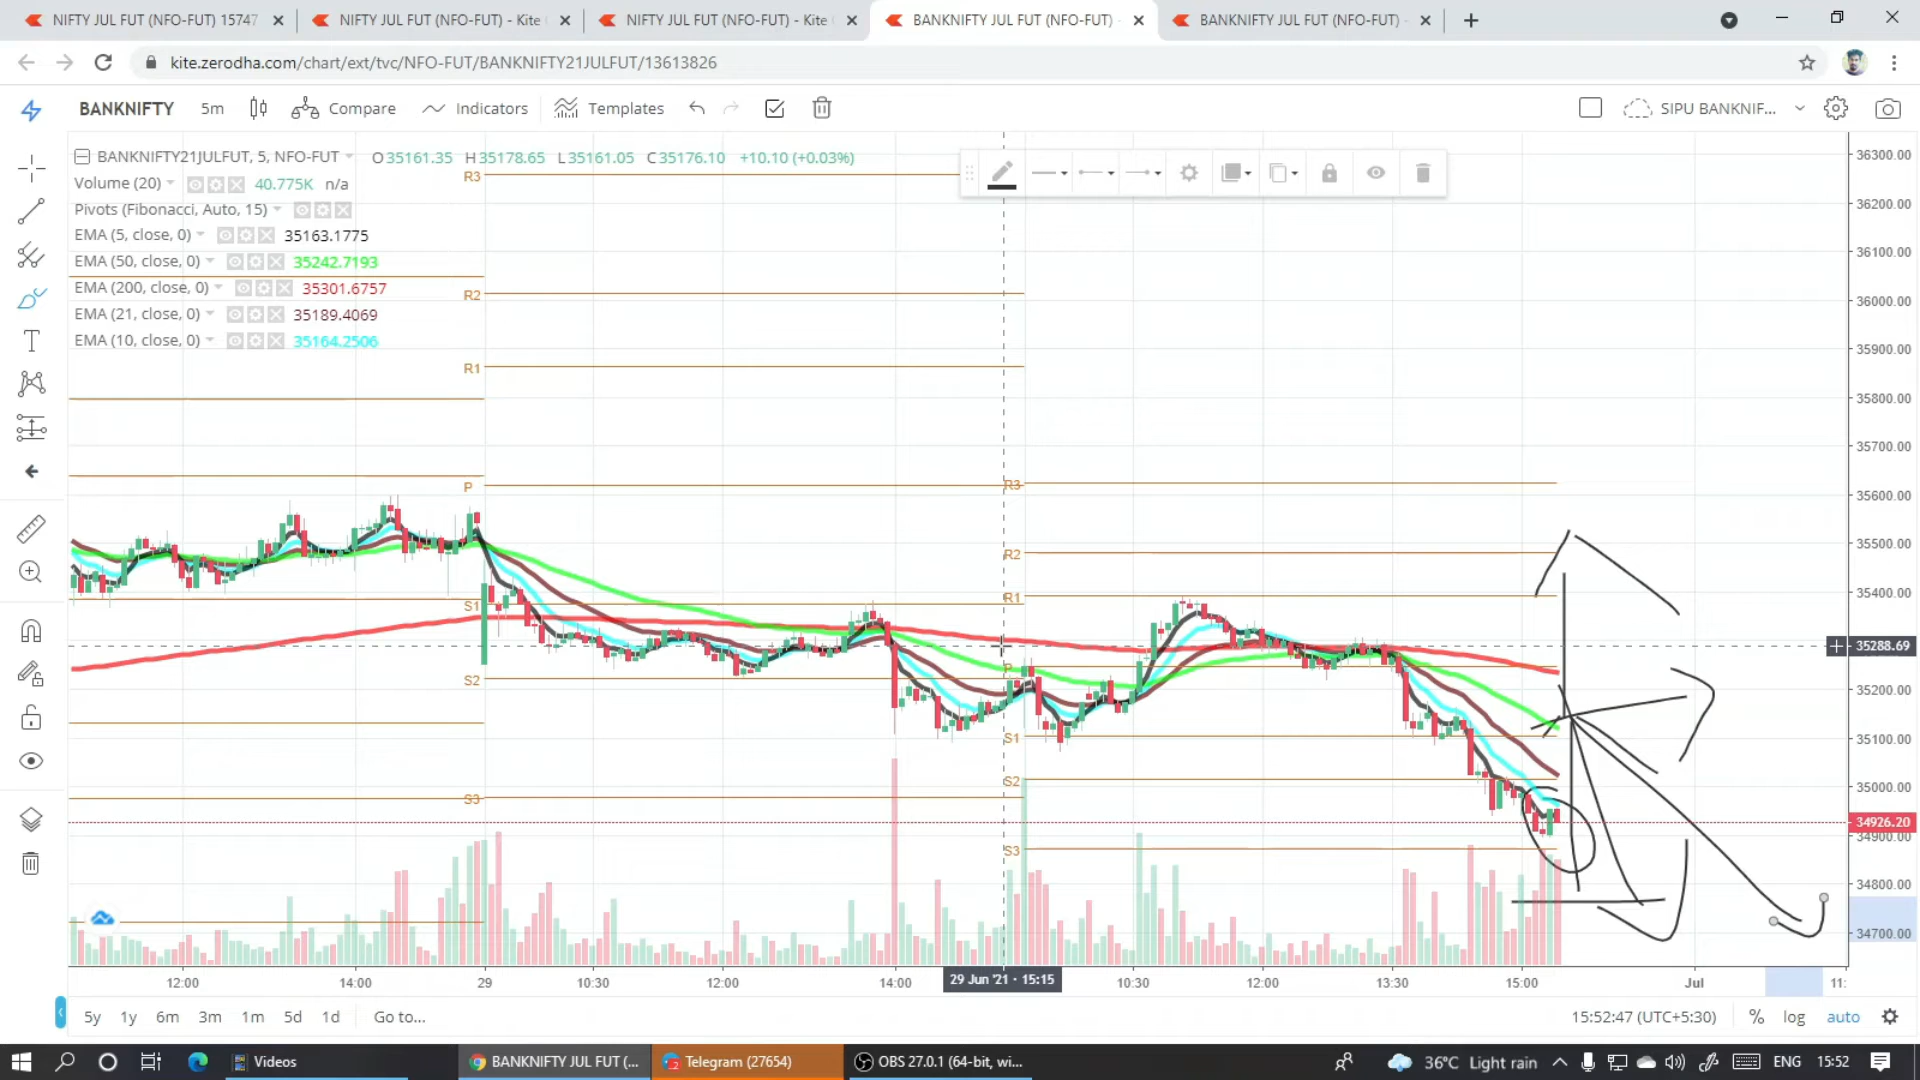 NIFTY JUL FUT (NFO-FUT) 15747
NIFTY JUL FUT (NFO-FUT) - Kite
NIFTY JUL FUT (NFO-FUT) - Kite
BANKNIFTY JUL FUT (NFO-FUT) -
BANKNIFTY JUL FUT (NFO-FUT) -
kite.zerodha.com/chart/ext/tvc/NFO-FUT/BANKNIFTY21JULFUT/13613826
BANKNIFTY 5m Compare Indicators Templates SIPU BANKNIF...
BANKNIFTY21JULFUT, 5, NFO-FUT O35161.35 H35178.65 L35161.05 C35176.10 +10.10 (+0.03%)
Volume (20) 40.775K n/a
Pivots (Fibonacci, Auto, 15)
EMA (5, close, 0) 35163.1775
EMA (50, close, 0) 35242.7193
EMA (200, close, 0) 35301.6757
EMA (21, close, 0) 35189.4069
EMA (10, close, 0) 35164.2506
R3
R2
R1
P
S1
S2
S3
R3
R2
R1
P
S1
S2
S3
36300.00
36200.00
36100.00
36000.00
35900.00
35800.00
35700.00
35600.00
35500.00
35400.00
35288.69
35200.00
35100.00
35000.00
34926.20
34900.00
34800.00
34700.00
12:00 14:00 29 10:30 12:00 14:00 29 Jun '21 · 15:15 10:30 12:00 13:30 15:00 Jul 11:
5y 1y 6m 3m 1m 5d 1d Go to... 15:52:47 (UTC+5:30) % log auto
Videos BANKNIFTY JUL FUT (... Telegram (27654) OBS 27.0.1 (64-bit, wi... 36°C Light rain ENG 15:52